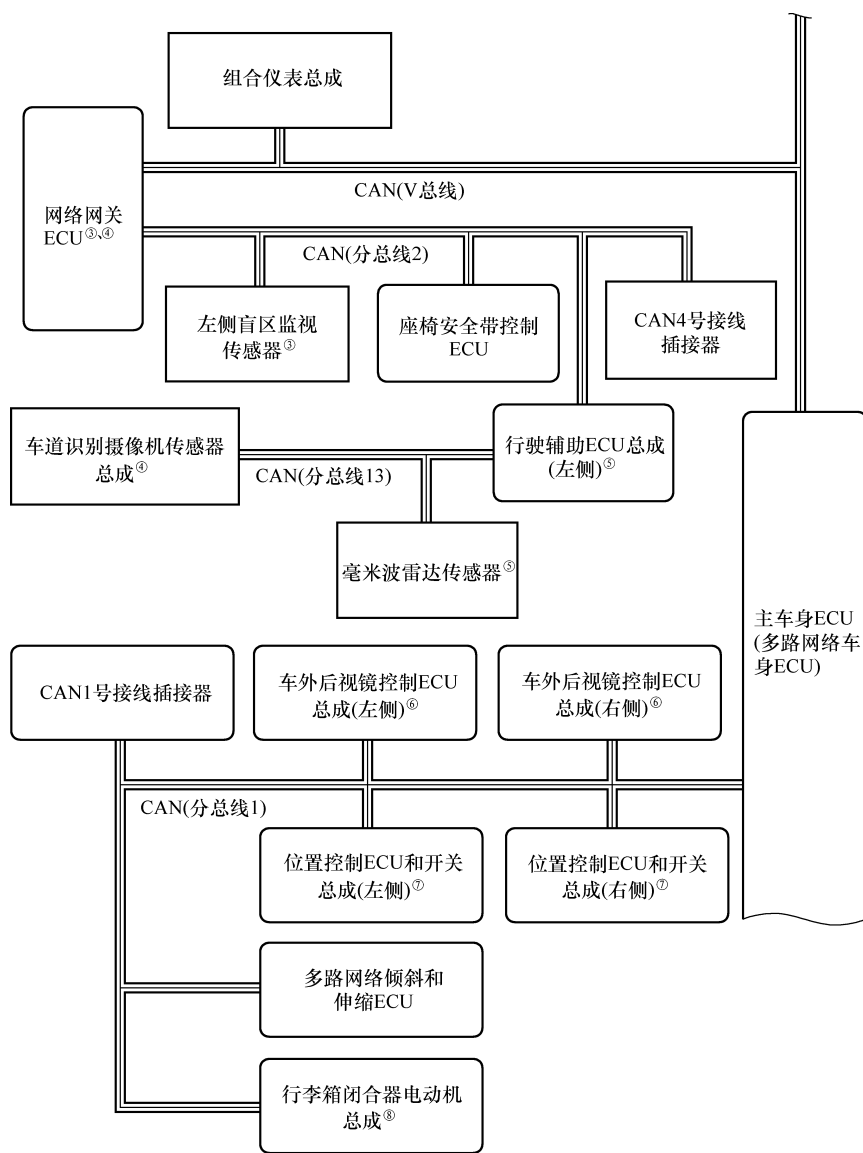 组合仪表总成
网络网关
ECU③、④
CAN(V总线)
CAN(分总线2)
左侧盲区监视
传感器③
座椅安全带控制
ECU
CAN4号接线
插接器
车道识别摄像机传感器
总成④
CAN(分总线13)
行驶辅助ECU总成
(左侧)⑤
毫米波雷达传感器⑤
主车身ECU
(多路网络车
身ECU)
CAN1号接线插接器
车外后视镜控制ECU
总成(左侧)⑥
车外后视镜控制ECU
总成(右侧)⑥
CAN(分总线1)
位置控制ECU和开关
总成(左侧)⑦
位置控制ECU和开关
总成(右侧)⑦
多路网络倾斜和
伸缩ECU
行李箱闭合器电动机
总成⑧